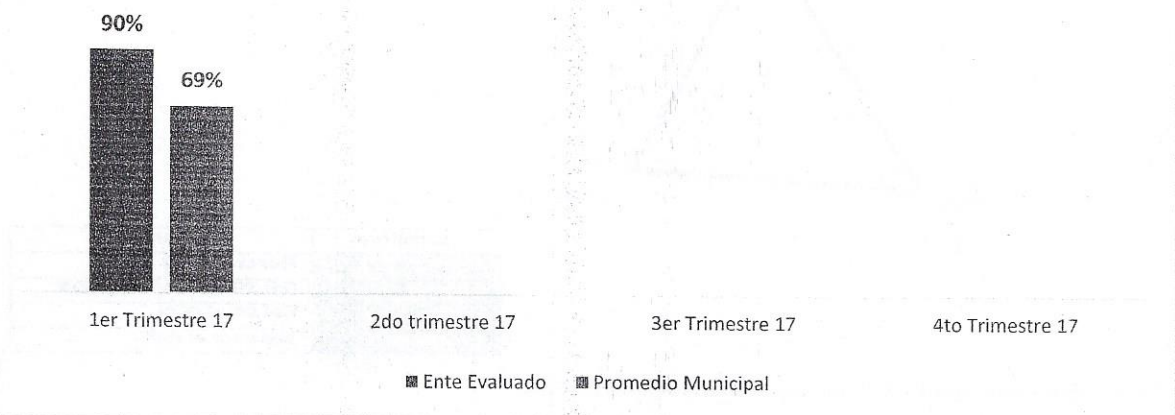 90%
69%
1er Trimestre 17
2do trimestre 17
3er Trimestre 17
4to Trimestre 17
Ente Evaluado
Promedio Municipal